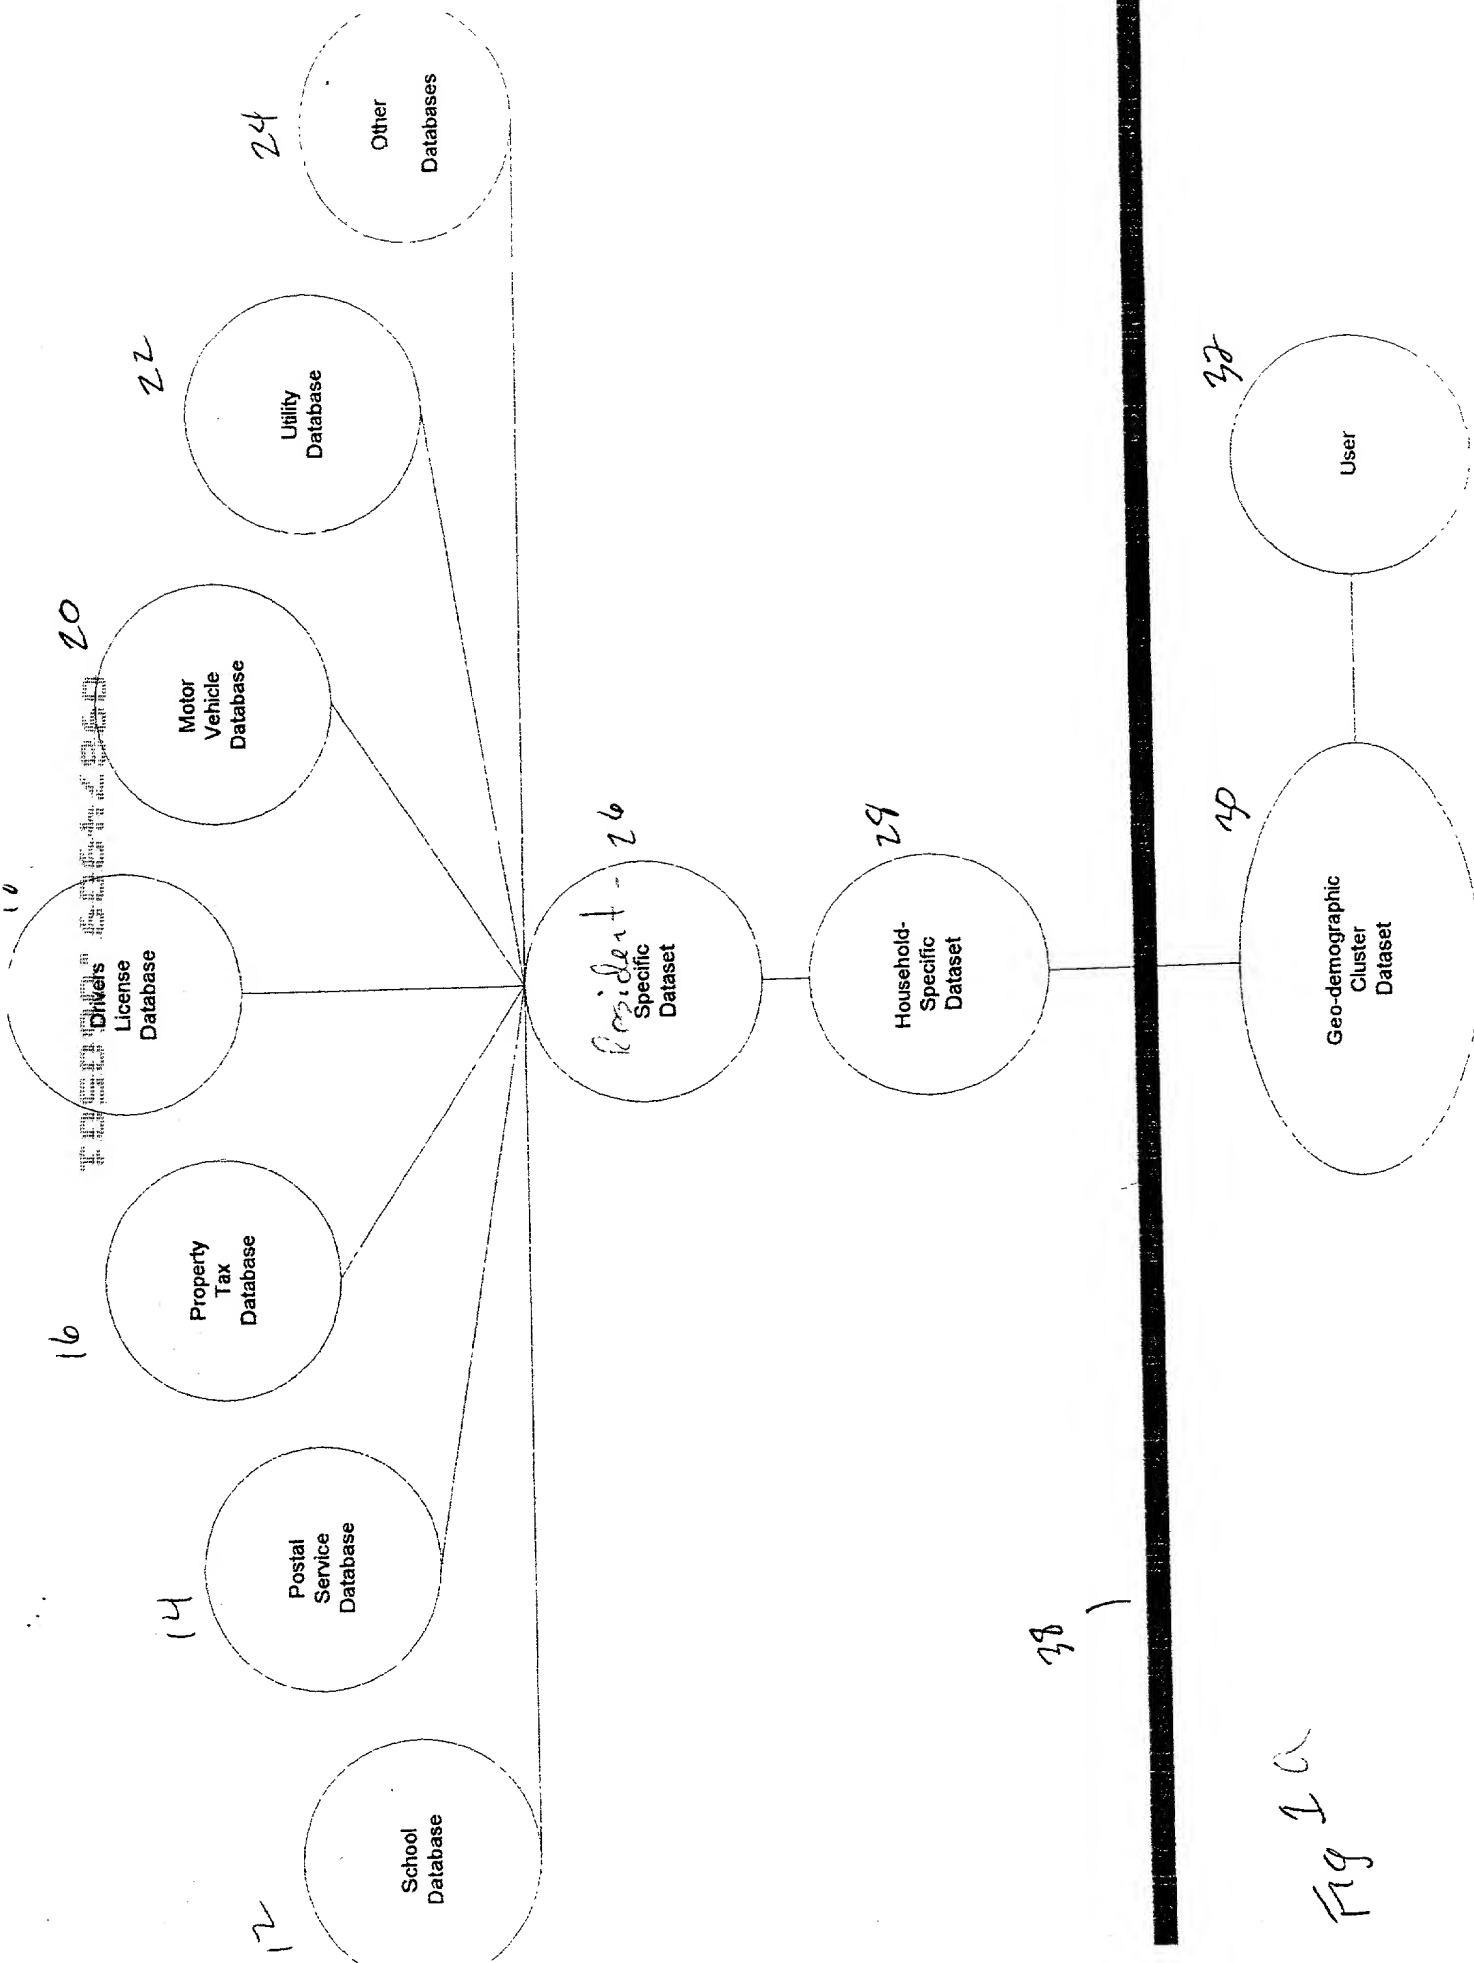 12
School
Database
14
Postal
Service
Database
16
Property
Tax
Database
Drivers
License
Database
20
Motor
Vehicle
Database
22
Utility
Database
24
Other
Databases
Resident-
Specific
Dataset
26
Household-
Specific
Dataset
28
38
Geo-demographic
Cluster
Dataset
30
User
32
Fig 1a